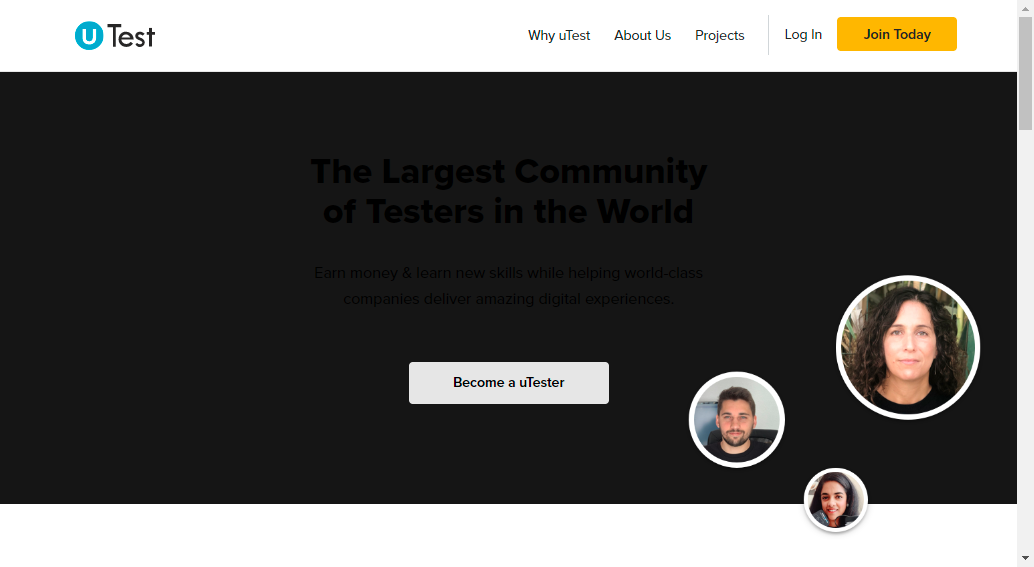 uTest
Why uTest
About Us
Projects
Log In
Join Today
The Largest Community
of Testers in the World
Earn money & learn new skills while helping world-class
companies deliver amazing digital experiences.
Become a uTester